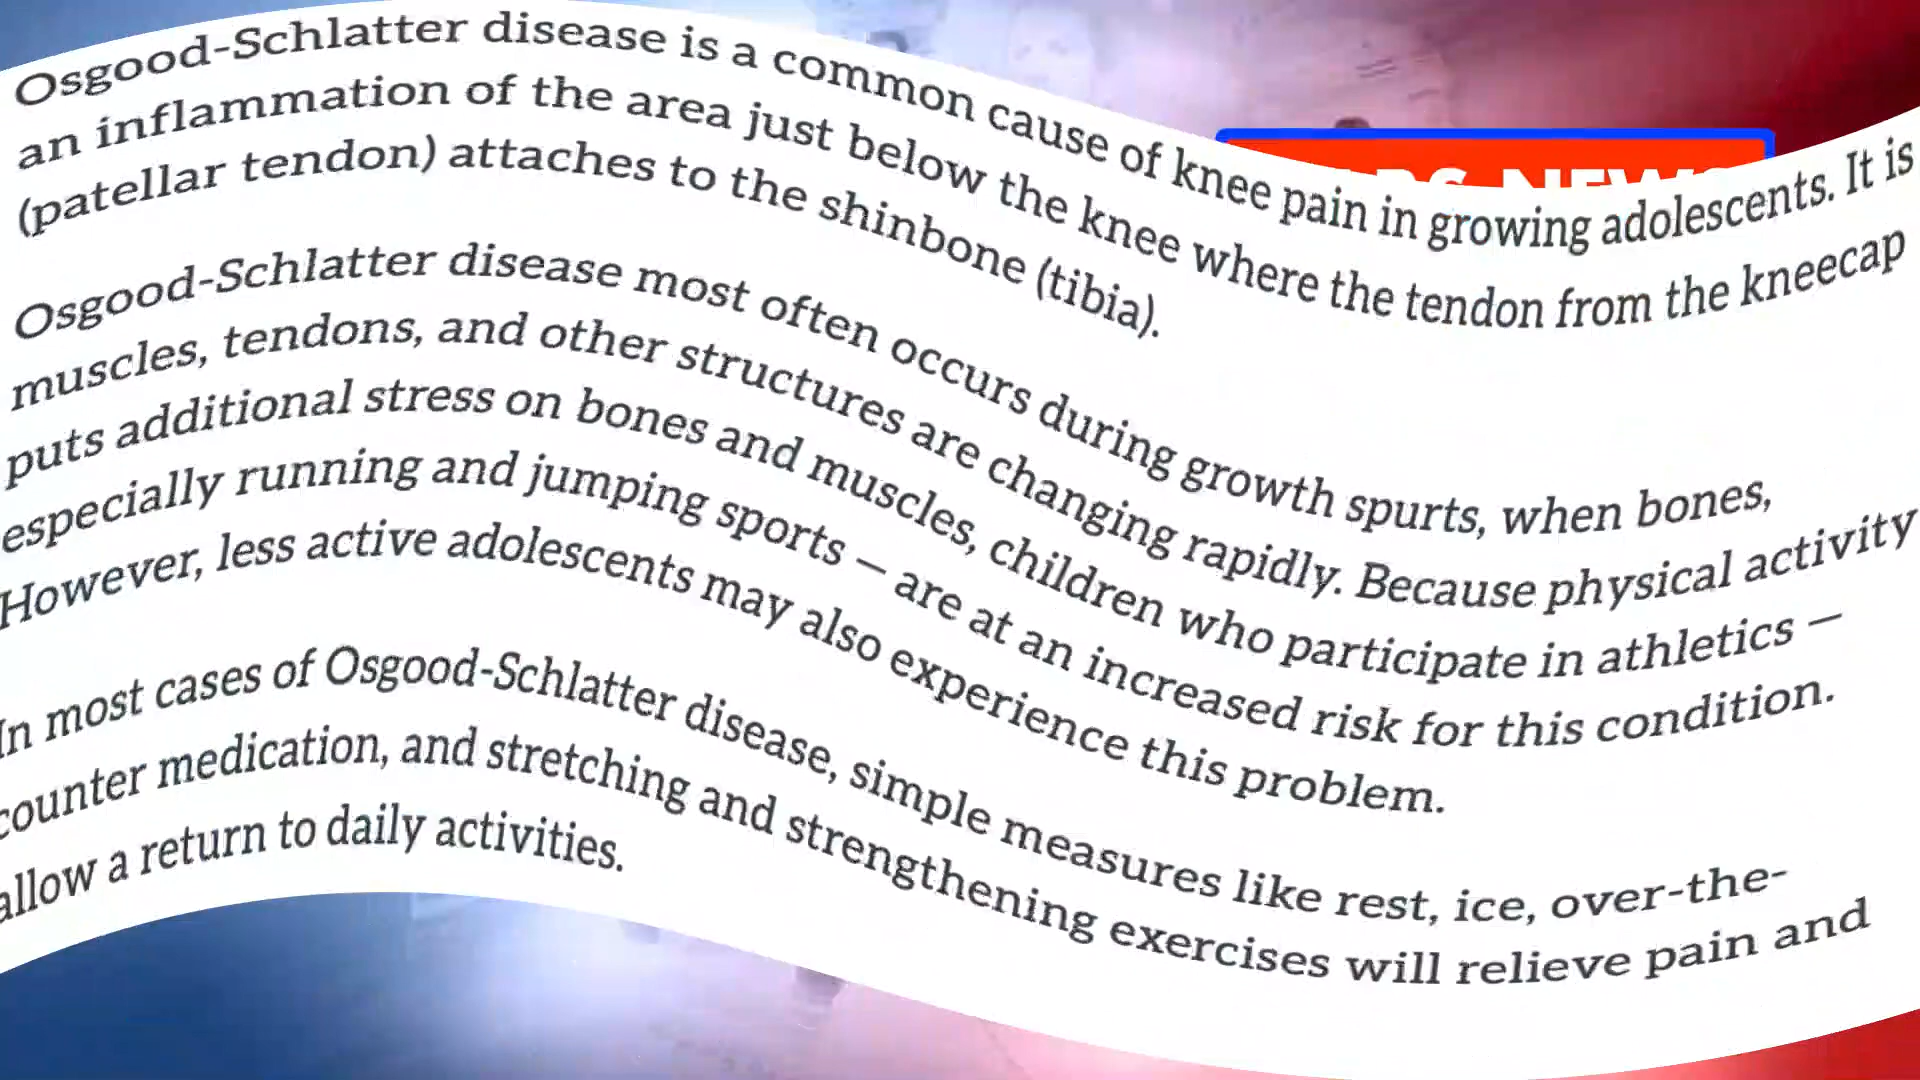 Osgood-Schlatter disease is a common cause of knee pain in growing adolescents. It is
an inflammation of the area just below the knee where the tendon from the kneecap
(patellar tendon) attaches to the shinbone (tibia).
Osgood-Schlatter disease most often occurs during growth spurts, when bones,
muscles, tendons, and other structures are changing rapidly. Because physical activity
puts additional stress on bones and muscles, children who participate in athletics —
especially running and jumping sports — are at an increased risk for this condition.
However, less active adolescents may also experience this problem.
In most cases of Osgood-Schlatter disease, simple measures like rest, ice, over-the-
counter medication, and stretching and strengthening exercises will relieve pain and
allow a return to daily activities.